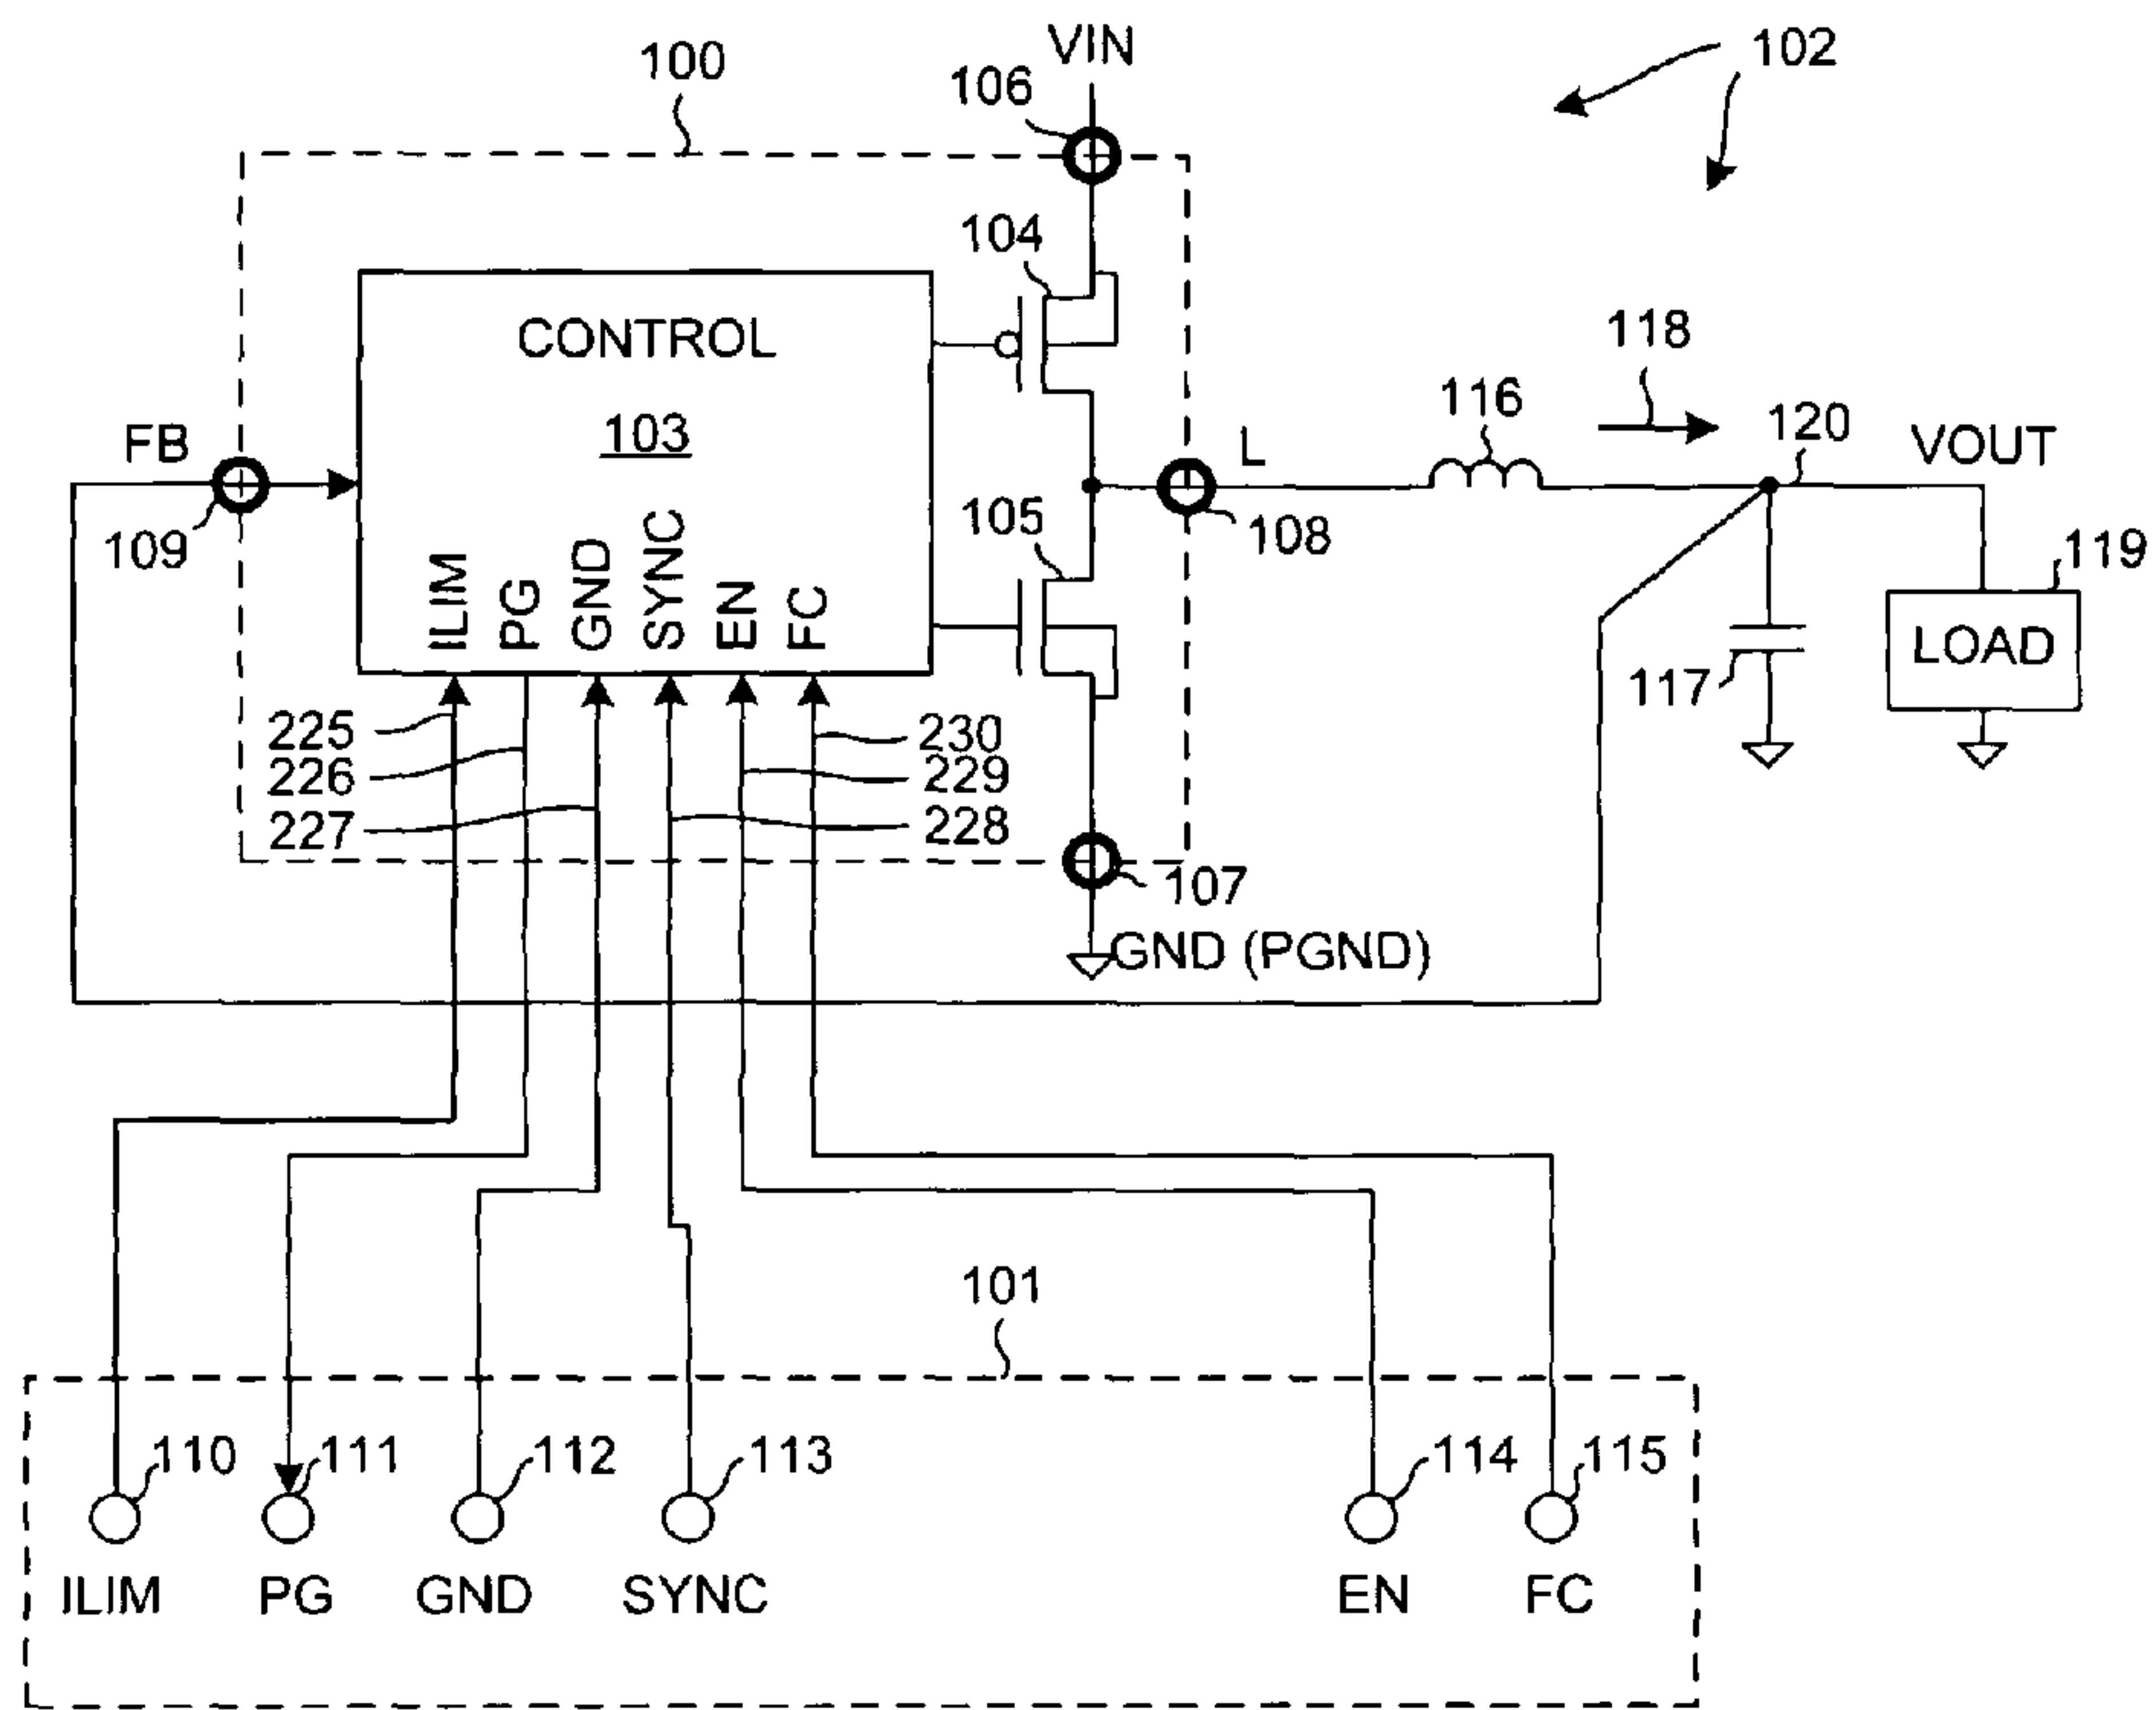 VIN
102
100
106
104
CONTROL
118
103
116
120
VOUT
FB
L
105
109
108
119
ILIM
PG
GND
SYNC
EN
FC
LOAD
117
225
230
226
229
227
228
107
GND (PGND)
101
110
111
112
113
114
115
ILIM
PG
GND
SYNC
EN
FC